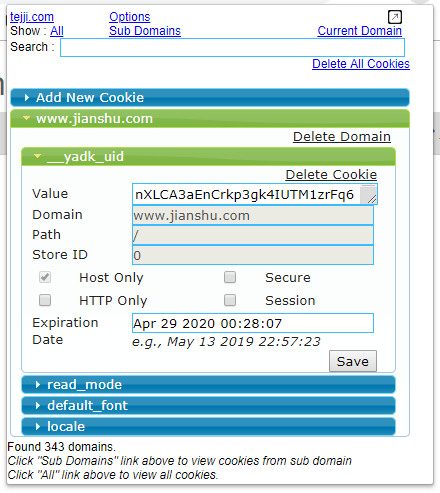 tejji.com Options
Show : All Sub Domains Current Domain
Search :
Delete All Cookies
Add New Cookie
www.jianshu.com
Delete Domain
__yadk_uid
Delete Cookie
Value nXLCA3aEnCrkp3gk4IUTM1zrFq6
Domain www.jianshu.com
Path /
Store ID 0
Host Only Secure
HTTP Only Session
Expiration Date Apr 29 2020 00:28:07
e.g., May 13 2019 22:57:23
Save
read_mode
default_font
locale
Found 343 domains.
Click "Sub Domains" link above to view cookies from sub domain
Click "All" link above to view all cookies.